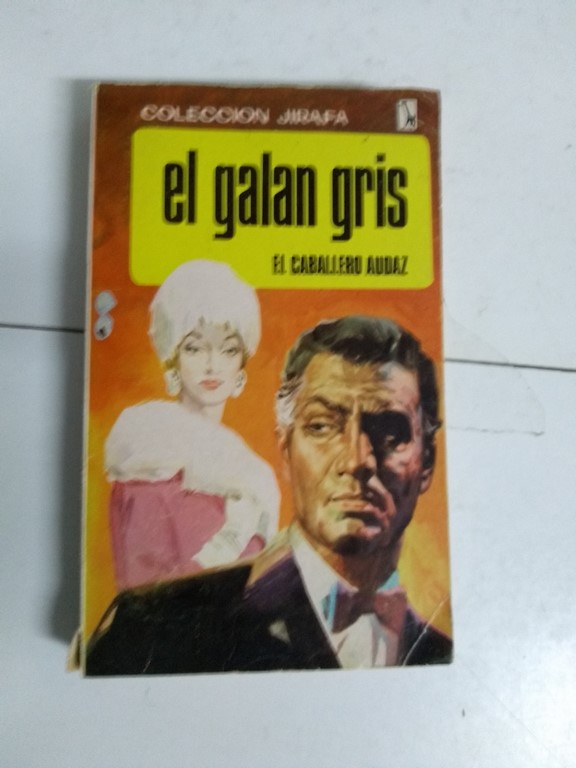 COLECCION JIRAFA
el galan gris
EL CABALLERO AUDAZ